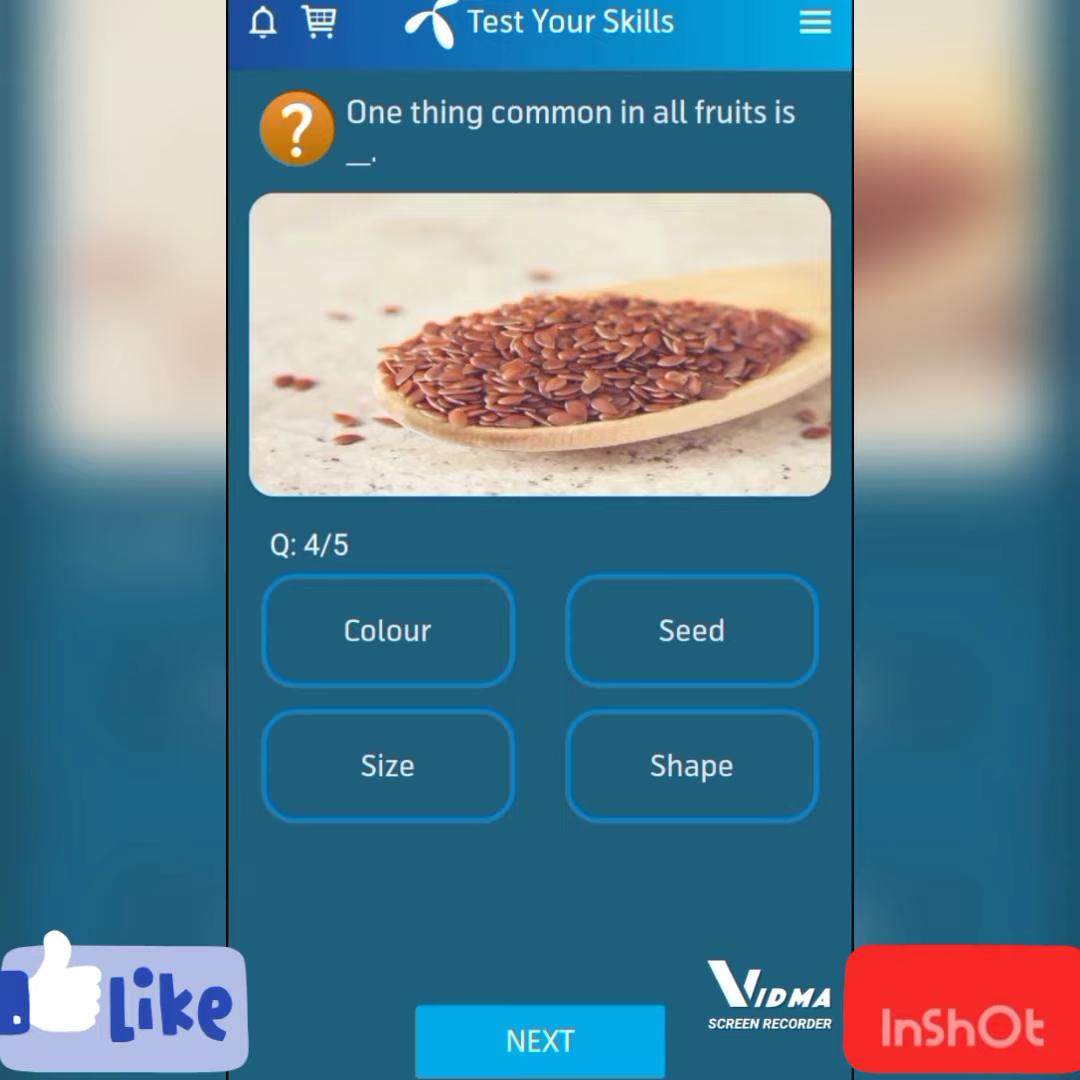 Test Your Skills
?
One thing common in all fruits is
__.
Q: 4/5
Colour
Seed
Size
Shape
Like
VIDMA
SCREEN RECORDER
InShOt
NEXT